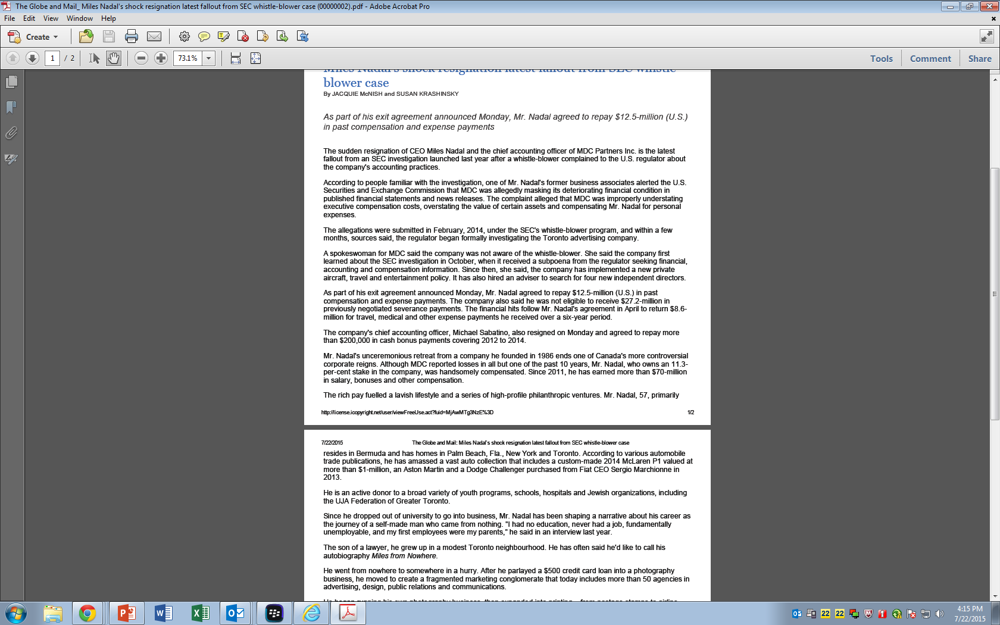 The Globe and Mail_ Miles Nadal's shock resignation latest fallout from SEC whistle-blower case (00000002).pdf - Adobe Acrobat Pro
File Edit View Window Help
Create
1 / 2 73.1% Tools Comment Share
Miles Nadal's shock resignation latest fallout from SEC whistle-
blower case
By JACQUIE McNISH and SUSAN KRASHINSKY
As part of his exit agreement announced Monday, Mr. Nadal agreed to repay $12.5-million (U.S.)
in past compensation and expense payments
The sudden resignation of CEO Miles Nadal and the chief accounting officer of MDC Partners Inc. is the latest
fallout from an SEC investigation launched last year after a whistle-blower complained to the U.S. regulator about
the company's accounting practices.
According to people familiar with the investigation, one of Mr. Nadal's former business associates alerted the U.S.
Securities and Exchange Commission that MDC was allegedly masking its deteriorating financial condition in
published financial statements and news releases. The complaint alleged that MDC was improperly understating
executive compensation costs, overstating the value of certain assets and compensating Mr. Nadal for personal
expenses.
The allegations were submitted in February, 2014, under the SEC's whistle-blower program, and within a few
months, sources said, the regulator began formally investigating the Toronto advertising company.
A spokeswoman for MDC said the company was not aware of the whistle-blower. She said the company first
learned about the SEC investigation in October, when it received a subpoena from the regulator seeking financial,
accounting and compensation information. Since then, she said, the company has implemented a new private
aircraft, travel and entertainment policy. It has also hired an adviser to search for four new independent directors.
As part of his exit agreement announced Monday, Mr. Nadal agreed to repay $12.5-million (U.S.) in past
compensation and expense payments. The company also said he was not eligible to receive $27.2-million in
previously negotiated severance payments. The financial hits follow Mr. Nadal's agreement in April to return $8.6-
million for travel, medical and other expense payments he received over a six-year period.
The company's chief accounting officer, Michael Sabatino, also resigned on Monday and agreed to repay more
than $200,000 in cash bonus payments covering 2012 to 2014.
Mr. Nadal's unceremonious retreat from a company he founded in 1986 ends one of Canada's more controversial
corporate reigns. Although MDC reported losses in all but one of the past 10 years, Mr. Nadal, who owns an 11.3-
per-cent stake in the company, was handsomely compensated. Since 2011, he has earned more than $70-million
in salary, bonuses and other compensation.
The rich pay fuelled a lavish lifestyle and a series of high-profile philanthropic ventures. Mr. Nadal, 57, primarily
http://license.icopyright.net/user/viewFreeUse.act?fuid=MjAwMTg3NzE%3D 1/2
7/22/2015 The Globe and Mail: Miles Nadal's shock resignation latest fallout from SEC whistle-blower case
resides in Bermuda and has homes in Palm Beach, Fla., New York and Toronto. According to various automobile
trade publications, he has amassed a vast auto collection that includes a custom-made 2014 McLaren P1 valued at
more than $1-million, an Aston Martin and a Dodge Challenger purchased from Fiat CEO Sergio Marchionne in
2013.
He is an active donor to a broad variety of youth programs, schools, hospitals and Jewish organizations, including
the UJA Federation of Greater Toronto.
Since he dropped out of university to go into business, Mr. Nadal has been shaping a narrative about his career as
the journey of a self-made man who came from nothing. "I had no education, never had a job, fundamentally
unemployable, and my first employees were my parents," he said in an interview last year.
The son of a lawyer, he grew up in a modest Toronto neighbourhood. He has often said he'd like to call his
autobiography Miles from Nowhere.
He went from nowhere to somewhere in a hurry. After he parlayed a $500 credit card loan into a photography
business, he moved to create a fragmented marketing conglomerate that today includes more than 50 agencies in
advertising, design, public relations and communications.
22 22 4:15 PM
7/22/2015